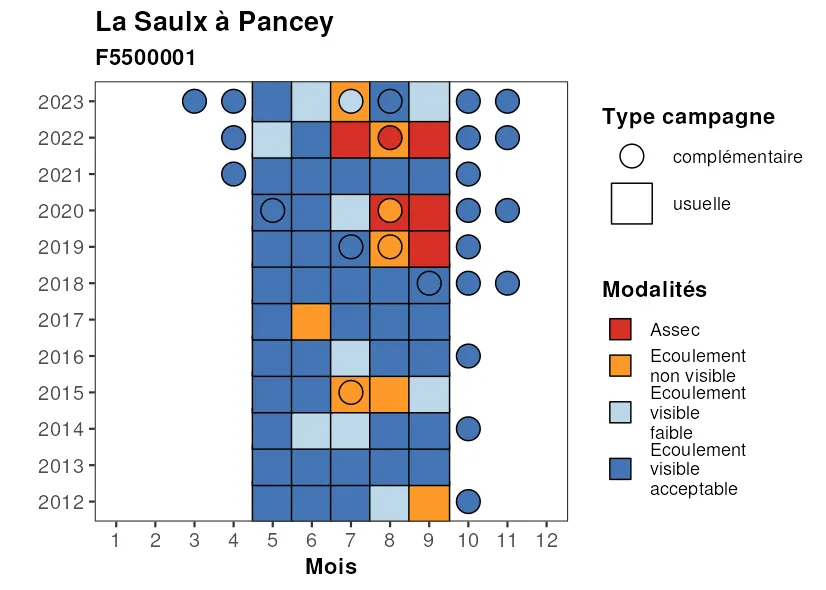 La Saulx à Pancey
F5500001
2023
2022
2021
2020
2019
2018
2017
2016
2015
2014
2013
2012
1 2 3 4 5 6 7 8 9 10 11 12
Mois
Type campagne
complémentaire
usuelle
Modalités
Assec
Ecoulement
non visible
Ecoulement
visible
faible
Ecoulement
visible
acceptable